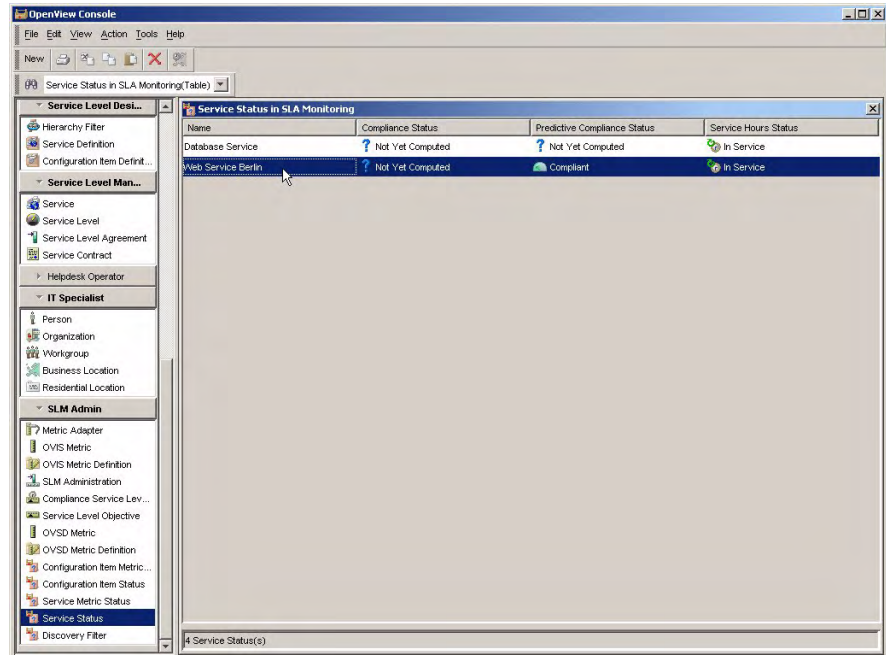 OpenView Console
File Edit View Action Tools Help
New
Service Status in SLA Monitoring(Table)
Service Level Desi...
Hierarchy Filter
Service Definition
Configuration Item Definit...
Service Level Man...
Service
Service Level
Service Level Agreement
Service Contract
Helpdesk Operator
IT Specialist
Person
Organization
Workgroup
Business Location
Residential Location
SLM Admin
Metric Adapter
OVIS Metric
OVIS Metric Definition
SLM Administration
Compliance Service Lev...
Service Level Objective
OVSD Metric
OVSD Metric Definition
Configuration Item Metric...
Configuration Item Status
Service Metric Status
Service Status
Discovery Filter
Service Status in SLA Monitoring
Name Compliance Status Predictive Compliance Status Service Hours Status
Database Service ? Not Yet Computed ? Not Yet Computed In Service
Web Service Berlin ? Not Yet Computed Compliant In Service
4 Service Status(s)